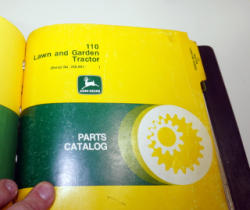 110
Lawn and Garden
Tractor
JOHN DEERE
PARTS
CATALOG